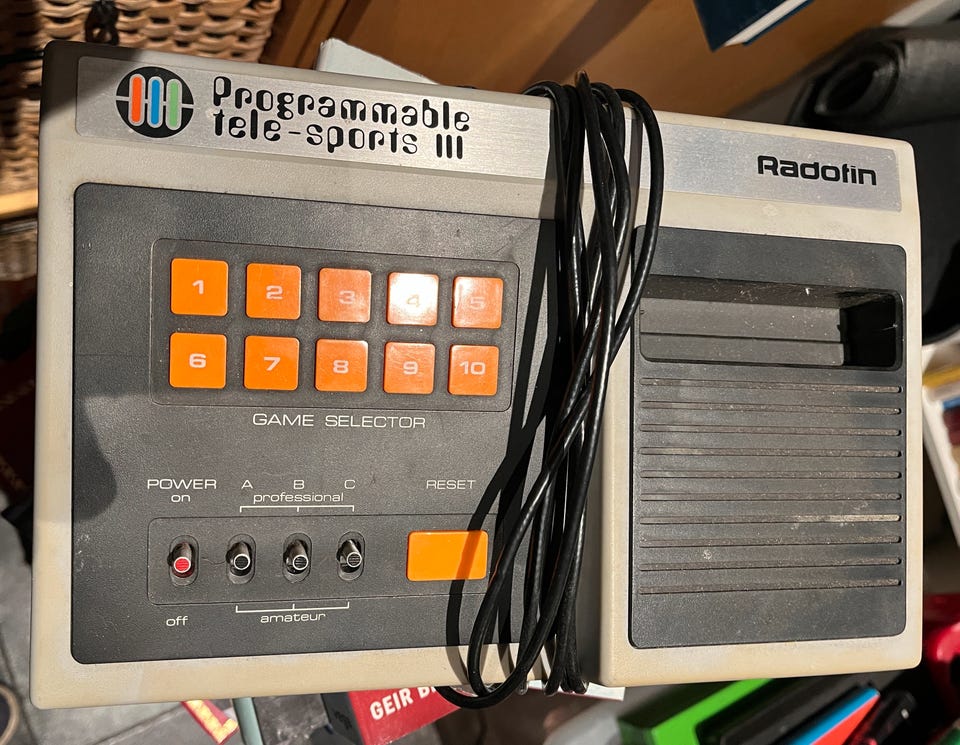 Programmable
tele-sports III
Radofin
1 2 3 4 5
6 7 8 9 10
GAME SELECTOR
POWER A B C RESET
on professional
off amateur
GEIR